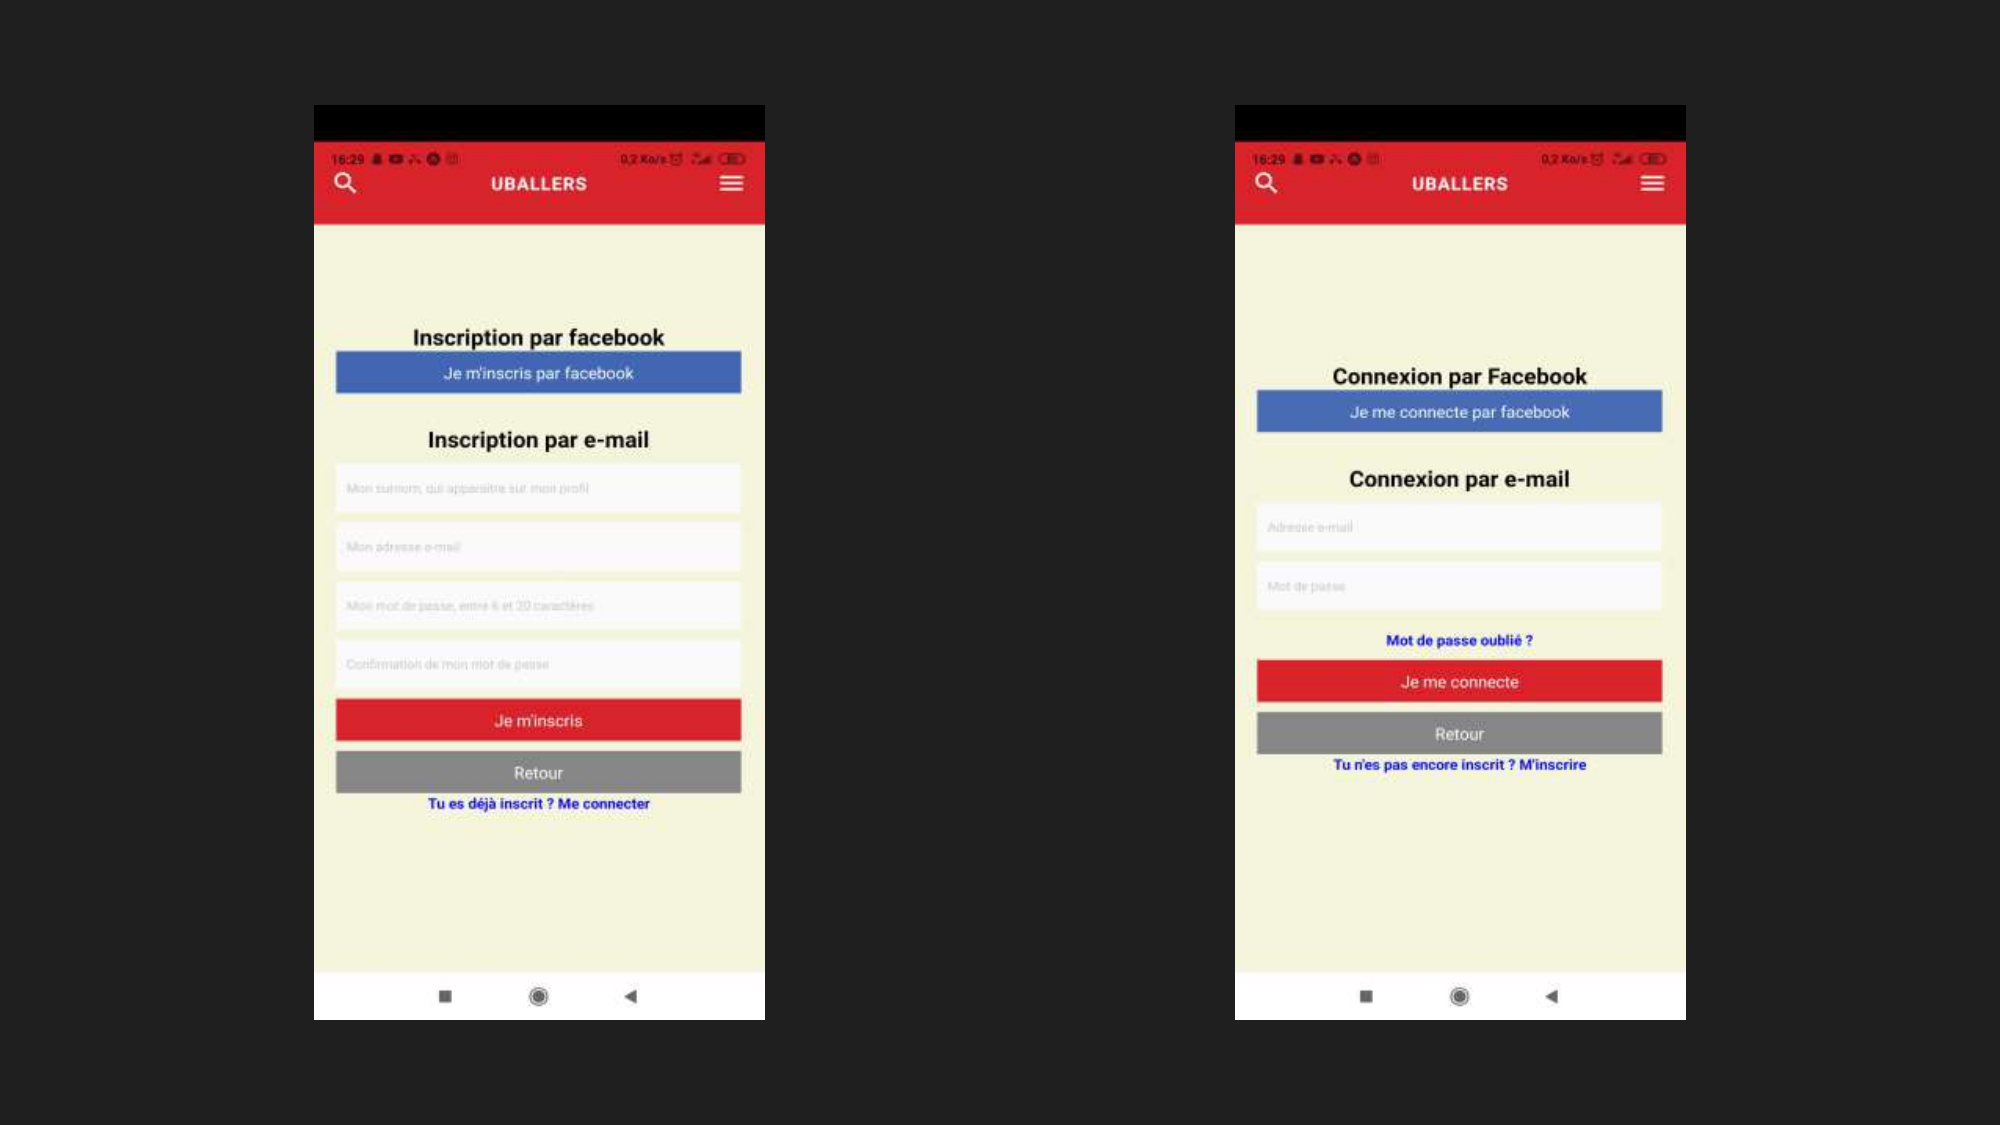 16:29
0,2 Ko/s
UBALLERS
Inscription par facebook
Je m'inscris par facebook
Inscription par e-mail
Mon surnom, qui apparaître sur mon profil
Mon adresse e-mail
Mon mot de passe, entre 6 et 20 caractères
Confirmation de mon mot de passe
Je m'inscris
Retour
Tu es déjà inscrit ? Me connecter
16:29
0,2 Ko/s
UBALLERS
Connexion par Facebook
Je me connecte par facebook
Connexion par e-mail
Adresse e-mail
Mot de passe
Mot de passe oublié ?
Je me connecte
Retour
Tu n'es pas encore inscrit ? M'inscrire